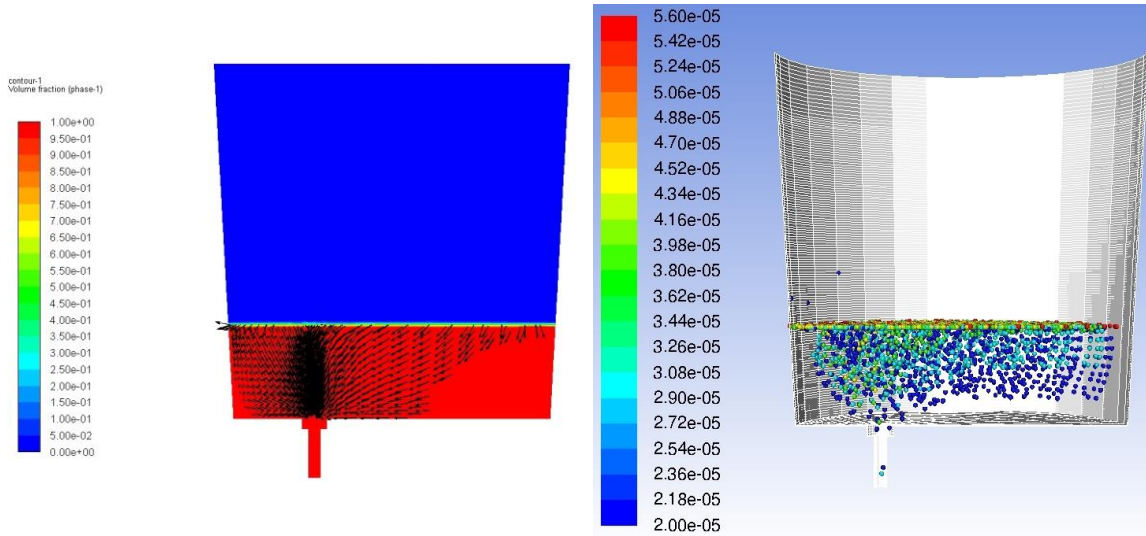 contour-1
Volume fraction (phase-1)
1.00e+00
9.50e-01
9.00e-01
8.50e-01
8.00e-01
7.50e-01
7.00e-01
6.50e-01
6.00e-01
5.50e-01
5.00e-01
4.50e-01
4.00e-01
3.50e-01
3.00e-01
2.50e-01
2.00e-01
1.50e-01
1.00e-01
5.00e-02
0.00e+00
5.60e-05
5.42e-05
5.24e-05
5.06e-05
4.88e-05
4.70e-05
4.52e-05
4.34e-05
4.16e-05
3.98e-05
3.80e-05
3.62e-05
3.44e-05
3.26e-05
3.08e-05
2.90e-05
2.72e-05
2.54e-05
2.36e-05
2.18e-05
2.00e-05